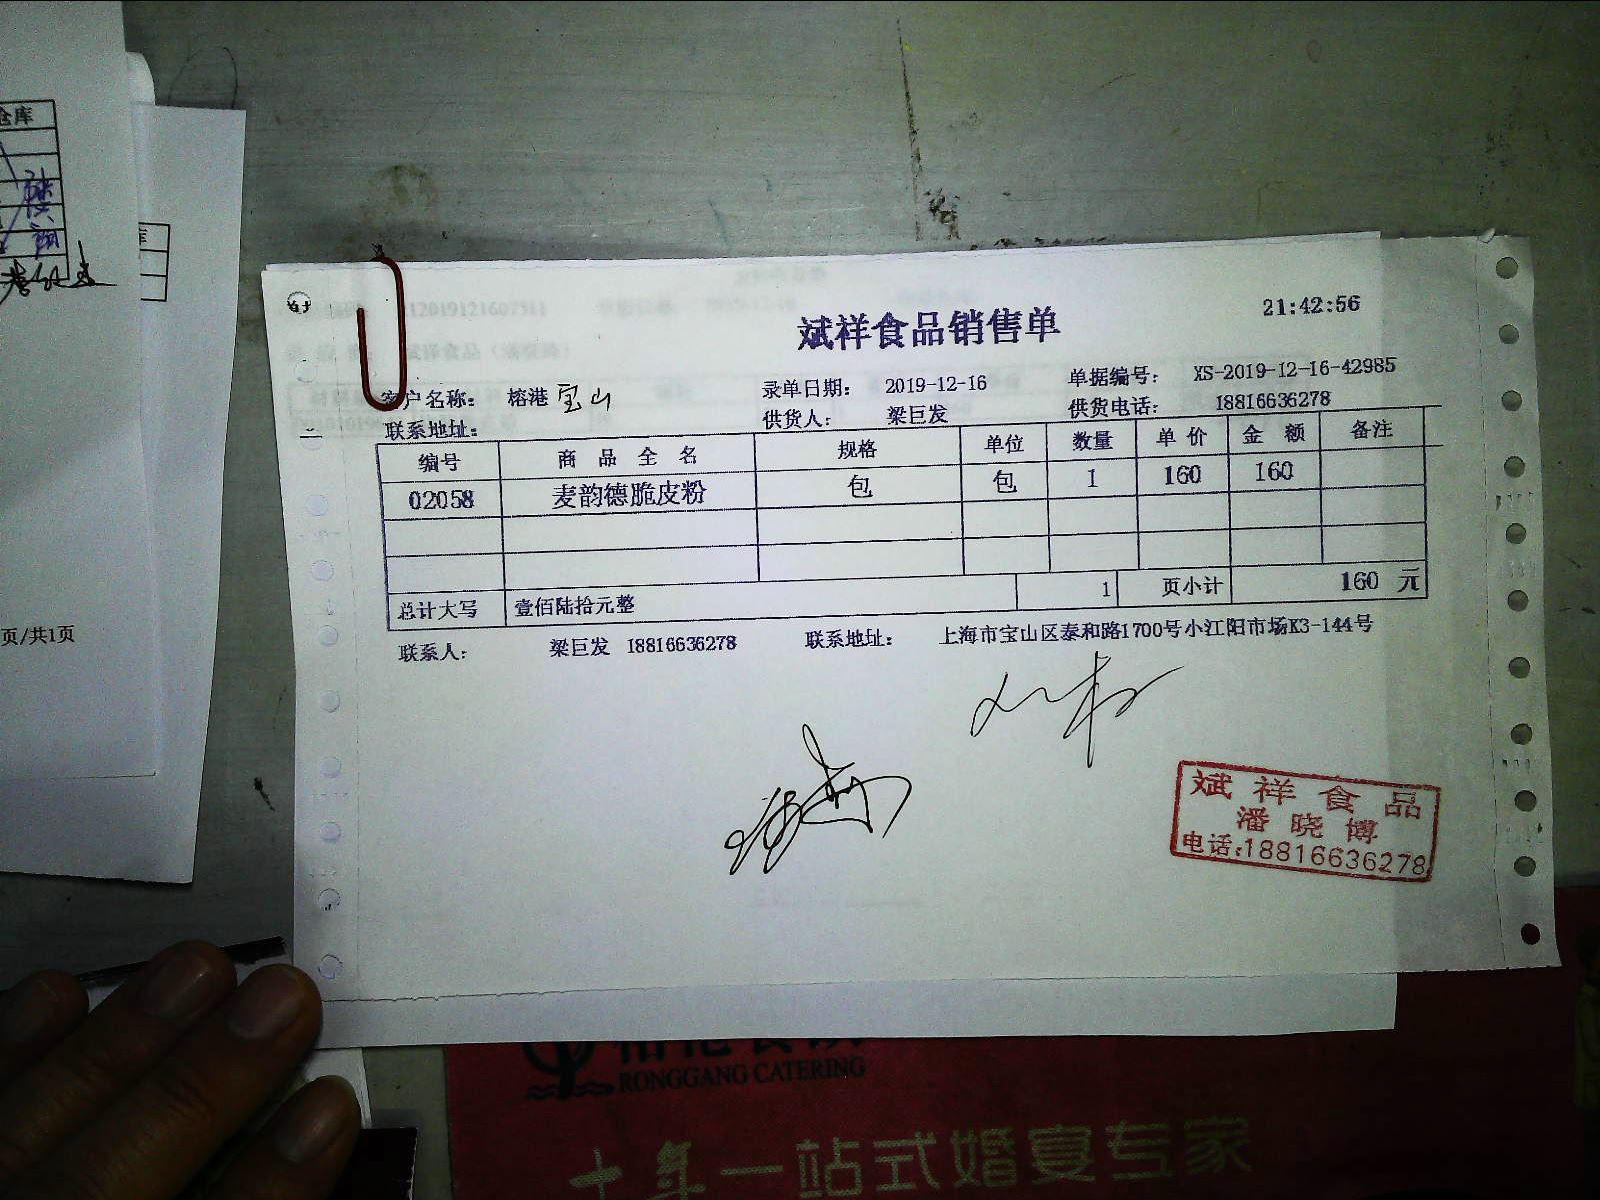 仓库
页/共1页
斌祥食品销售单
21:42:56
客户名称: 榕港 宝山
录单日期: 2019-12-16
单据编号: XS-2019-12-16-42985
联系地址:
供货人: 梁巨发
供货电话: 18816636278
编号 商品全名 规格 单位 数量 单价 金额 备注
02058 麦韵德脆皮粉 包 包 1 160 160
总计大写 壹佰陆拾元整 1 页小计 160 元
联系人: 梁巨发 18816636278 联系地址: 上海市宝山区泰和路1700号小江阳市场K3-144号
斌祥食品
潘晓博
电话:18816636278
RONGGANG CATERING
十年一站式婚宴专家